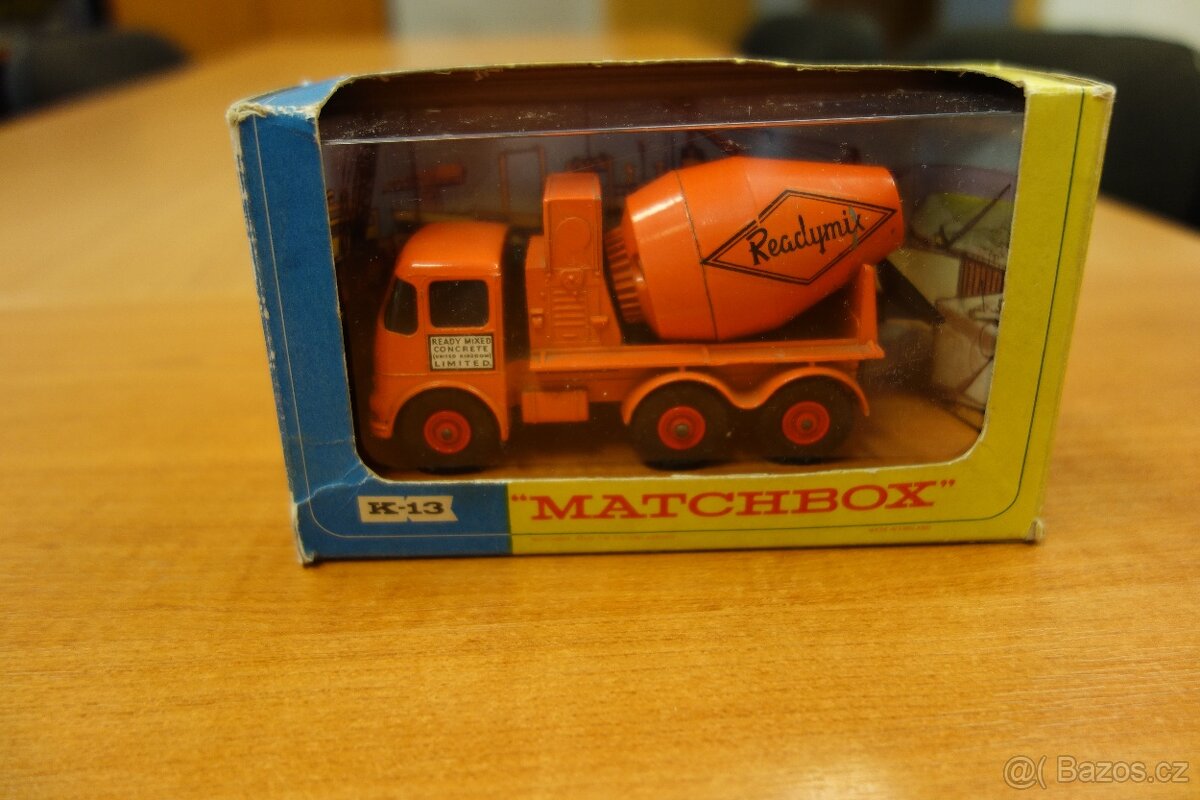 Readymix
READY MIXED
CONCRETE
(UNITED KINGDOM)
LIMITED
K-13
"MATCHBOX"
@( Bazos.cz